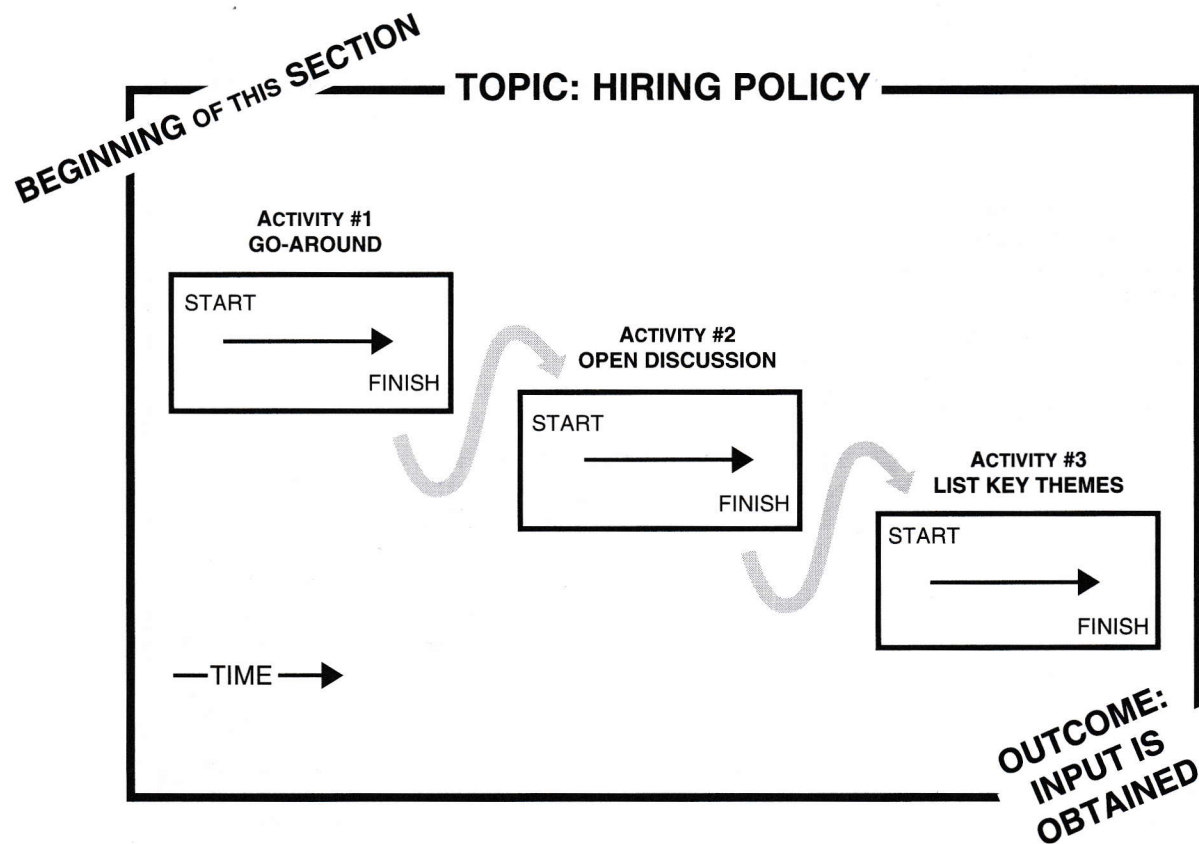 BEGINNING OF THIS SECTION
TOPIC: HIRING POLICY
ACTIVITY #1
GO-AROUND
START
FINISH
ACTIVITY #2
OPEN DISCUSSION
START
FINISH
ACTIVITY #3
LIST KEY THEMES
START
FINISH
TIME
OUTCOME:
INPUT IS
OBTAINED